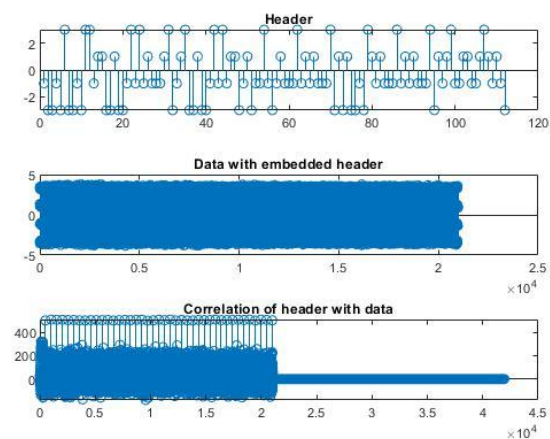 Header
2
0
-2
0 20 40 60 80 100 120
Data with embedded header
5
0
-5
0 0.5 1 1.5 2 2.5
×10⁴
Correlation of header with data
400
200
0
0 0.5 1 1.5 2 2.5 3 3.5 4 4.5
×10⁴